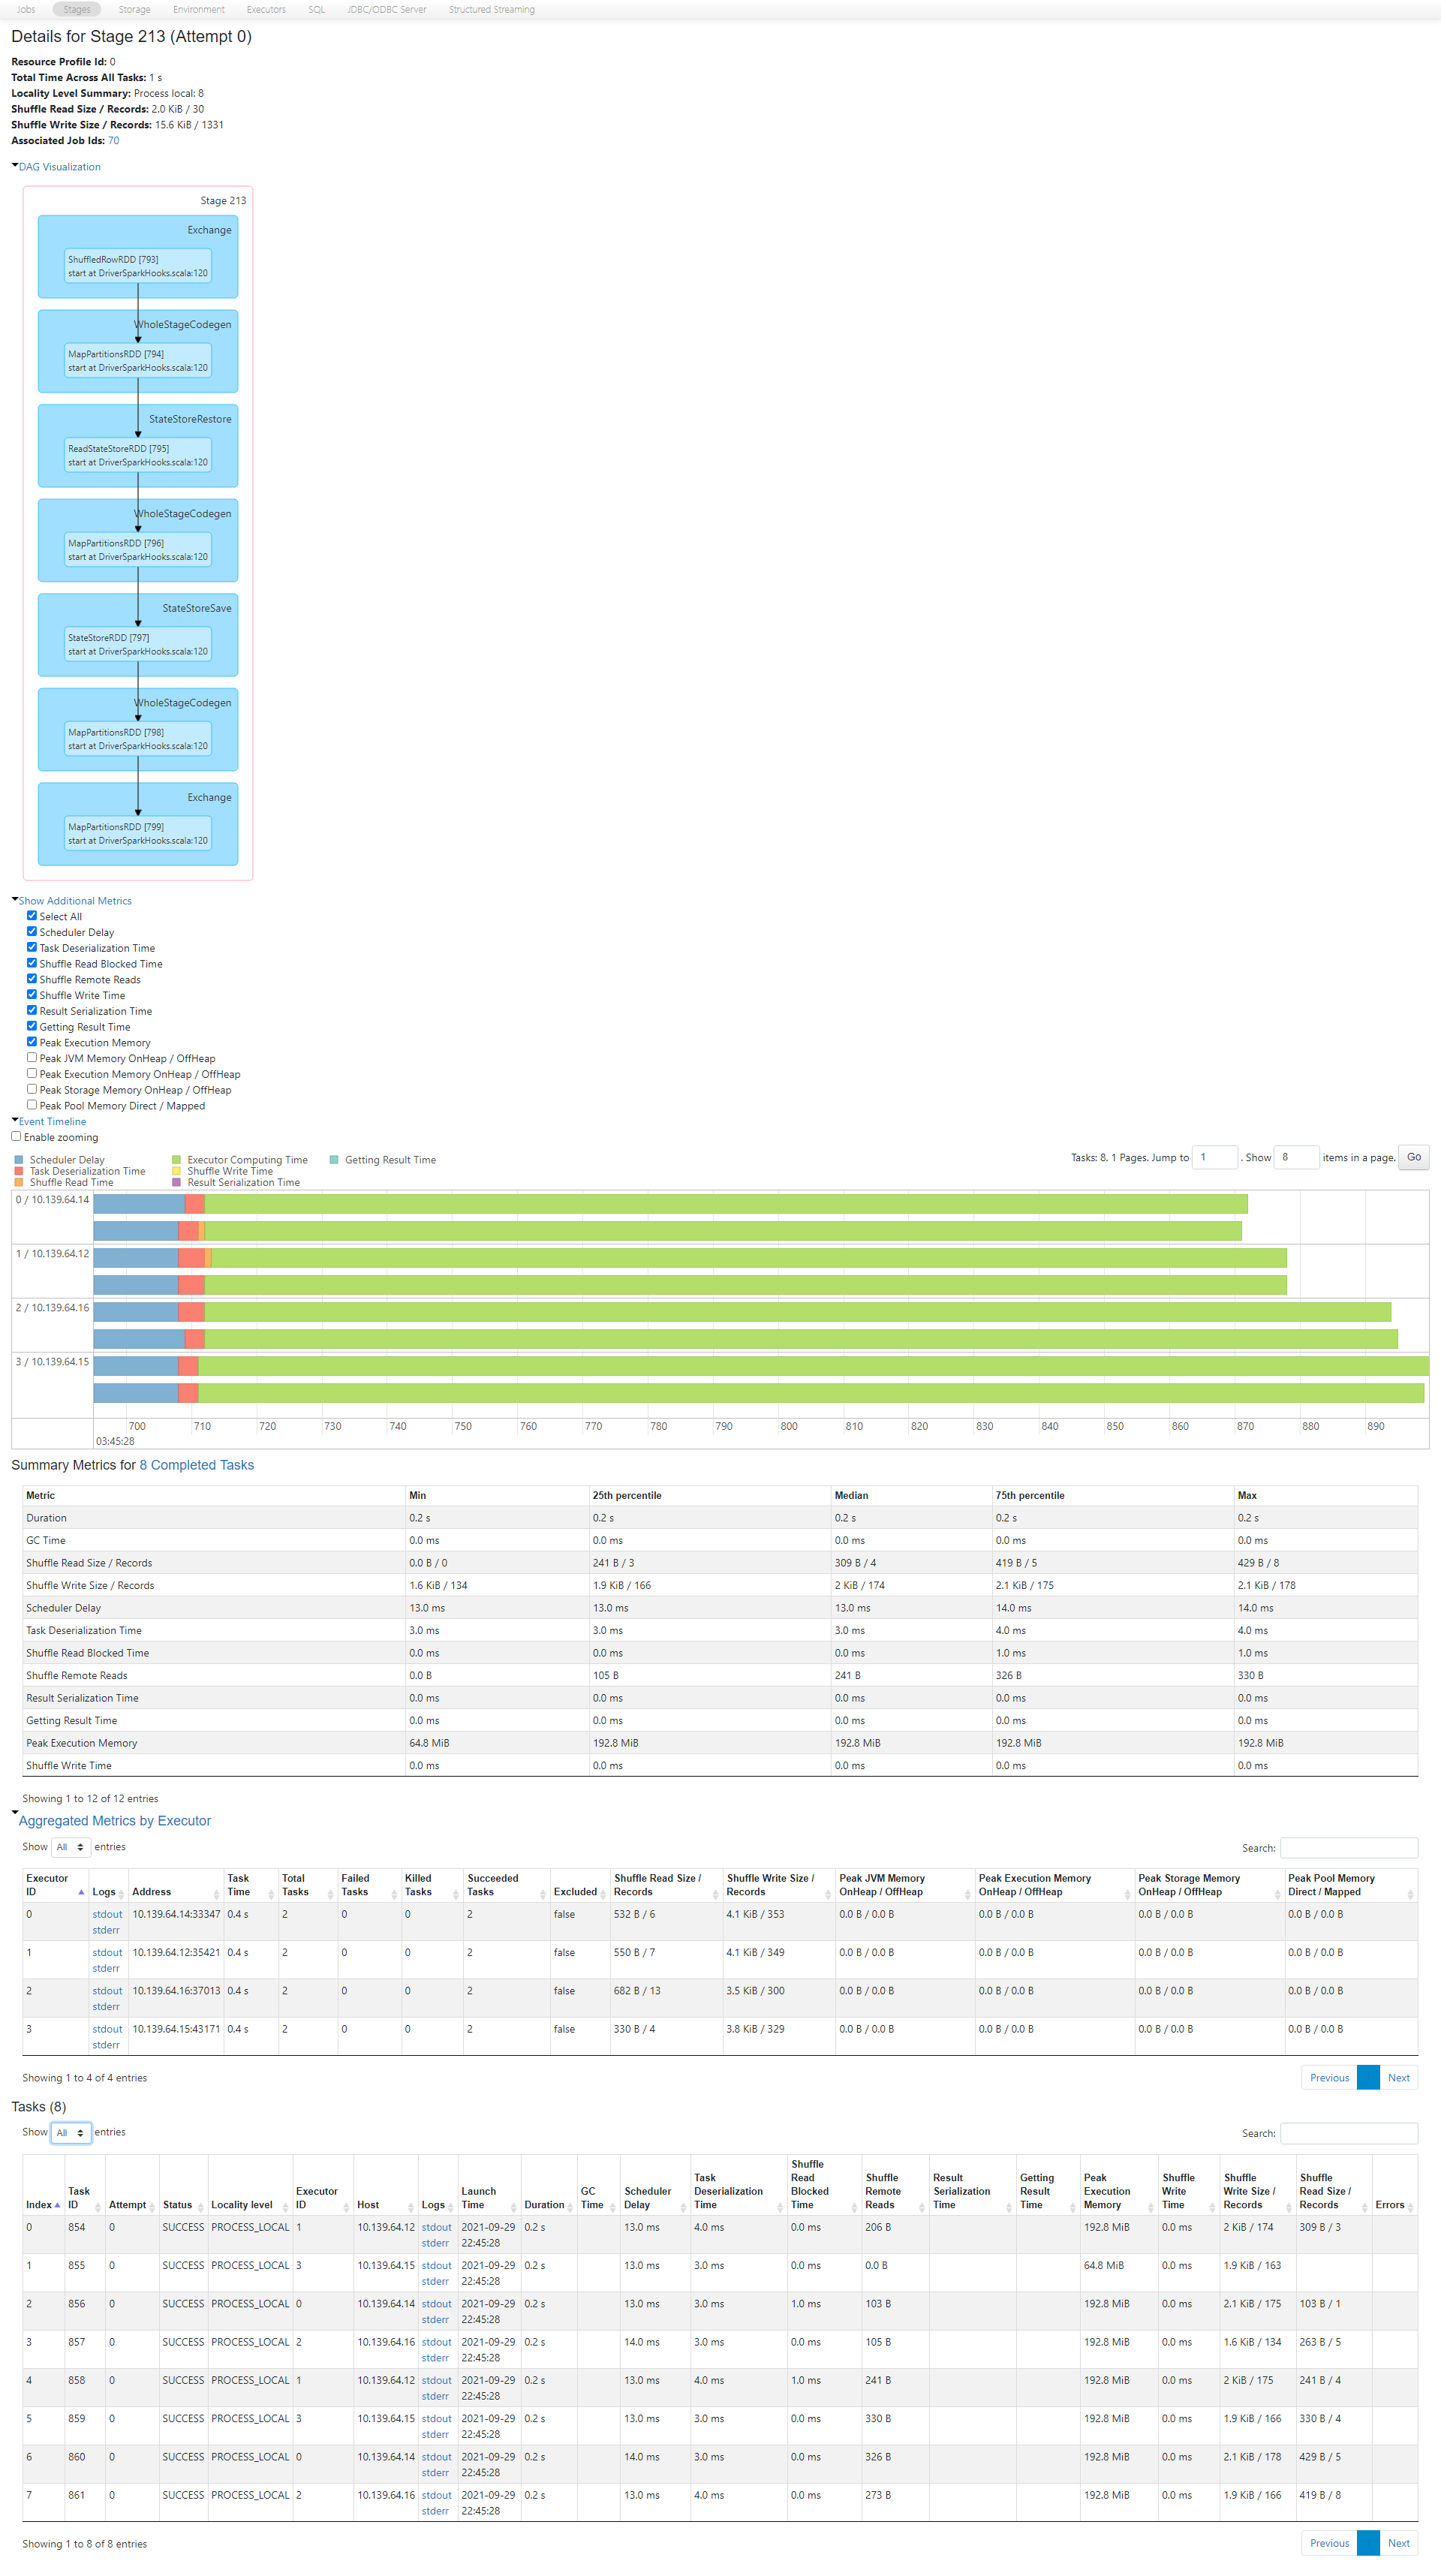 Jobs Stages Storage Environment Executors SQL JDBC/ODBC Server Structured Streaming
Details for Stage 213 (Attempt 0)
Resource Profile Id: 0
Total Time Across All Tasks: 1 s
Locality Level Summary: Process local: 8
Shuffle Read Size / Records: 2.0 KiB / 30
Shuffle Write Size / Records: 15.6 KiB / 1331
Associated Job Ids: 70
DAG Visualization
Stage 213
Exchange
ShuffledRowRDD [793]
start at DriverSparkHooks.scala:120
WholeStageCodegen
MapPartitionsRDD [794]
start at DriverSparkHooks.scala:120
StateStoreRestore
ReadStateStoreRDD [795]
start at DriverSparkHooks.scala:120
WholeStageCodegen
MapPartitionsRDD [796]
start at DriverSparkHooks.scala:120
StateStoreSave
StateStoreRDD [797]
start at DriverSparkHooks.scala:120
WholeStageCodegen
MapPartitionsRDD [798]
start at DriverSparkHooks.scala:120
Exchange
MapPartitionsRDD [799]
start at DriverSparkHooks.scala:120
Show Additional Metrics
Select All
Scheduler Delay
Task Deserialization Time
Shuffle Read Blocked Time
Shuffle Remote Reads
Shuffle Write Time
Result Serialization Time
Getting Result Time
Peak Execution Memory
Peak JVM Memory OnHeap / OffHeap
Peak Execution Memory OnHeap / OffHeap
Peak Storage Memory OnHeap / OffHeap
Peak Pool Memory Direct / Mapped
Event Timeline
Enable zooming
Tasks: 8. 1 Pages. Jump to 1 . Show 8 items in a page. Go
Scheduler Delay Executor Computing Time Getting Result Time
Task Deserialization Time Shuffle Write Time
Shuffle Read Time Result Serialization Time
0 / 10.139.64.14
1 / 10.139.64.12
2 / 10.139.64.16
3 / 10.139.64.15
700 710 720 730 740 750 760 770 780 790 800 810 820 830 840 850 860 870 880 890
03:45:28
Summary Metrics for 8 Completed Tasks
Metric Min 25th percentile Median 75th percentile Max
Duration 0.2 s 0.2 s 0.2 s 0.2 s 0.2 s
GC Time 0.0 ms 0.0 ms 0.0 ms 0.0 ms 0.0 ms
Shuffle Read Size / Records 0.0 B / 0 241 B / 3 309 B / 4 419 B / 5 429 B / 8
Shuffle Write Size / Records 1.6 KiB / 134 1.9 KiB / 166 2 KiB / 174 2.1 KiB / 175 2.1 KiB / 178
Scheduler Delay 13.0 ms 13.0 ms 13.0 ms 14.0 ms 14.0 ms
Task Deserialization Time 3.0 ms 3.0 ms 3.0 ms 4.0 ms 4.0 ms
Shuffle Read Blocked Time 0.0 ms 0.0 ms 0.0 ms 1.0 ms 1.0 ms
Shuffle Remote Reads 0.0 B 105 B 241 B 326 B 330 B
Result Serialization Time 0.0 ms 0.0 ms 0.0 ms 0.0 ms 0.0 ms
Getting Result Time 0.0 ms 0.0 ms 0.0 ms 0.0 ms 0.0 ms
Peak Execution Memory 64.8 MiB 192.8 MiB 192.8 MiB 192.8 MiB 192.8 MiB
Shuffle Write Time 0.0 ms 0.0 ms 0.0 ms 0.0 ms 0.0 ms
Showing 1 to 12 of 12 entries
Aggregated Metrics by Executor
Show All entries Search:
Executor ID Logs Address Task Time Total Tasks Failed Tasks Killed Tasks Succeeded Tasks Excluded Shuffle Read Size / Records Shuffle Write Size / Records Peak JVM Memory OnHeap / OffHeap Peak Execution Memory OnHeap / OffHeap Peak Storage Memory OnHeap / OffHeap Peak Pool Memory Direct / Mapped
0 stdout 10.139.64.14:33347 0.4 s 2 0 0 2 false 532 B / 6 4.1 KiB / 353 0.0 B / 0.0 B 0.0 B / 0.0 B 0.0 B / 0.0 B 0.0 B / 0.0 B
stderr
1 stdout 10.139.64.12:35421 0.4 s 2 0 0 2 false 550 B / 7 4.1 KiB / 349 0.0 B / 0.0 B 0.0 B / 0.0 B 0.0 B / 0.0 B 0.0 B / 0.0 B
stderr
2 stdout 10.139.64.16:37013 0.4 s 2 0 0 2 false 682 B / 13 3.5 KiB / 300 0.0 B / 0.0 B 0.0 B / 0.0 B 0.0 B / 0.0 B 0.0 B / 0.0 B
stderr
3 stdout 10.139.64.15:43171 0.4 s 2 0 0 2 false 330 B / 4 3.8 KiB / 329 0.0 B / 0.0 B 0.0 B / 0.0 B 0.0 B / 0.0 B 0.0 B / 0.0 B
stderr
Showing 1 to 4 of 4 entries Previous Next
Tasks (8)
Show All entries Search:
Index Task ID Attempt Status Locality level Executor ID Host Logs Launch Time Duration GC Time Scheduler Delay Task Deserialization Time Shuffle Read Blocked Time Shuffle Remote Reads Result Serialization Time Getting Result Time Peak Execution Memory Shuffle Write Time Shuffle Write Size / Records Shuffle Read Size / Records Errors
0 854 0 SUCCESS PROCESS_LOCAL 1 10.139.64.12 stdout 2021-09-29 0.2 s 13.0 ms 4.0 ms 0.0 ms 206 B 192.8 MiB 0.0 ms 2 KiB / 174 309 B / 3
stderr 22:45:28
1 855 0 SUCCESS PROCESS_LOCAL 3 10.139.64.15 stdout 2021-09-29 0.2 s 13.0 ms 3.0 ms 0.0 ms 0.0 B 64.8 MiB 0.0 ms 1.9 KiB / 163
stderr 22:45:28
2 856 0 SUCCESS PROCESS_LOCAL 0 10.139.64.14 stdout 2021-09-29 0.2 s 13.0 ms 3.0 ms 1.0 ms 103 B 192.8 MiB 0.0 ms 2.1 KiB / 175 103 B / 1
stderr 22:45:28
3 857 0 SUCCESS PROCESS_LOCAL 2 10.139.64.16 stdout 2021-09-29 0.2 s 14.0 ms 3.0 ms 0.0 ms 105 B 192.8 MiB 0.0 ms 1.6 KiB / 134 263 B / 5
stderr 22:45:28
4 858 0 SUCCESS PROCESS_LOCAL 1 10.139.64.12 stdout 2021-09-29 0.2 s 13.0 ms 4.0 ms 1.0 ms 241 B 192.8 MiB 0.0 ms 2 KiB / 175 241 B / 4
stderr 22:45:28
5 859 0 SUCCESS PROCESS_LOCAL 3 10.139.64.15 stdout 2021-09-29 0.2 s 13.0 ms 3.0 ms 0.0 ms 330 B 192.8 MiB 0.0 ms 1.9 KiB / 166 330 B / 4
stderr 22:45:28
6 860 0 SUCCESS PROCESS_LOCAL 0 10.139.64.14 stdout 2021-09-29 0.2 s 14.0 ms 3.0 ms 0.0 ms 326 B 192.8 MiB 0.0 ms 2.1 KiB / 178 429 B / 5
stderr 22:45:28
7 861 0 SUCCESS PROCESS_LOCAL 2 10.139.64.16 stdout 2021-09-29 0.2 s 13.0 ms 4.0 ms 0.0 ms 273 B 192.8 MiB 0.0 ms 1.9 KiB / 166 419 B / 8
stderr 22:45:28
Showing 1 to 8 of 8 entries Previous Next